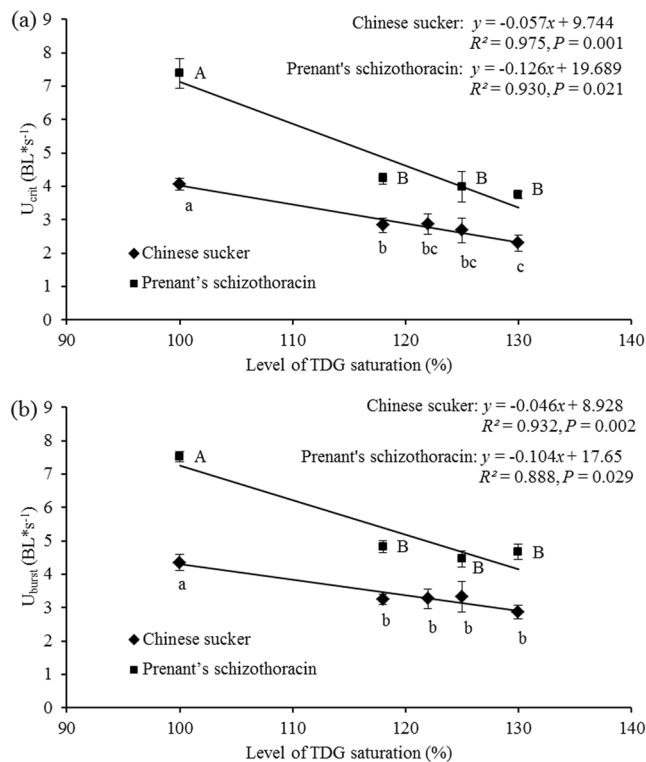 (a)
Chinese sucker: y = -0.057x + 9.744
R² = 0.975, P = 0.001
Prenant's schizothoracin: y = -0.126x + 19.689
R² = 0.930, P = 0.021
9
8
7
6
5
4
3
2
1
0
Ucrit (BL*s-1)
A
B
B
B
a
b
bc
bc
c
Chinese sucker
Prenant's schizothoracin
90
100
110
120
130
140
Level of TDG saturation (%)
(b)
Chinese scuker: y = -0.046x + 8.928
R² = 0.932, P = 0.002
Prenant's schizothoracin: y = -0.104x + 17.65
R² = 0.888, P = 0.029
9
8
7
6
5
4
3
2
1
0
Uburst (BL*s-1)
A
B
B
B
a
b
b
b
b
Chinese sucker
Prenant's schizothoracin
90
100
110
120
130
140
Level of TDG saturation (%)